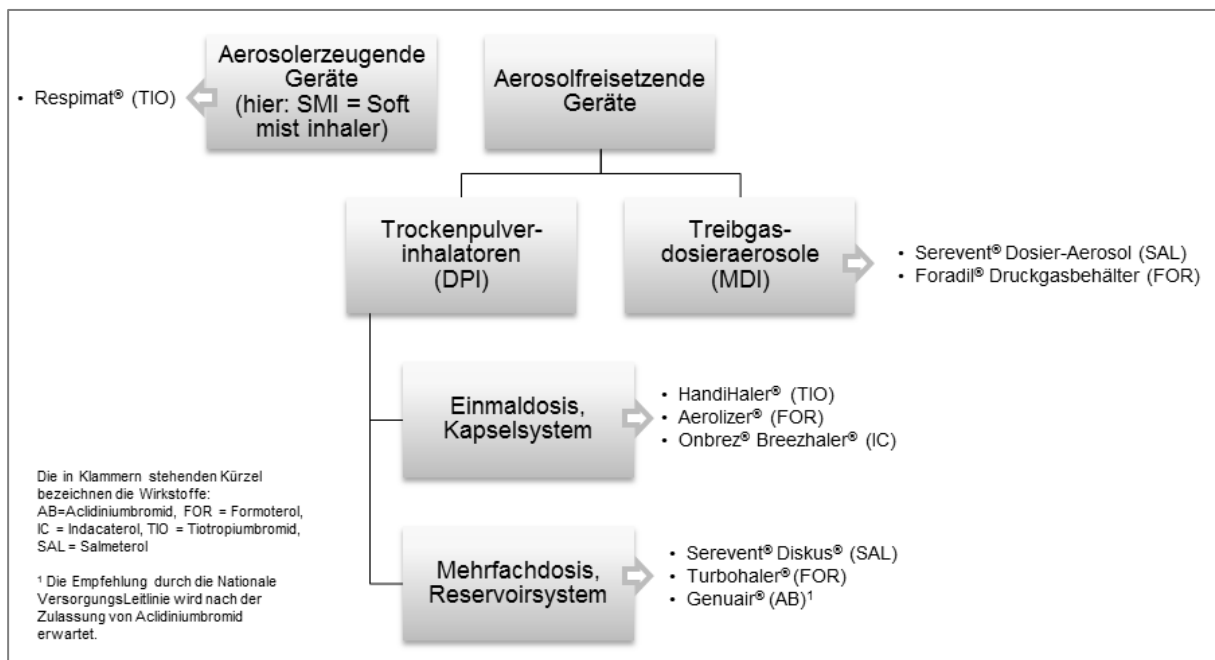 Aerosolerzeugende
Geräte
(hier: SMI = Soft
mist inhaler)
• Respimat® (TIO)
Aerosolfreisetzende
Geräte
Trockenpulver-
inhalatoren
(DPI)
Treibgas-
dosieraerosole
(MDI)
• Serevent® Dosier-Aerosol (SAL)
• Foradil® Druckgasbehälter (FOR)
Einmaldosis,
Kapselsystem
• HandiHaler® (TIO)
• Aerolizer® (FOR)
• Onbrez® Breezhaler® (IC)
Mehrfachdosis,
Reservoirsystem
• Serevent® Diskus® (SAL)
• Turbohaler® (FOR)
• Genuair® (AB)¹
Die in Klammern stehenden Kürzel
bezeichnen die Wirkstoffe:
AB=Aclidiniumbromid, FOR = Formoterol,
IC = Indacaterol, TIO = Tiotropiumbromid,
SAL = Salmeterol
¹ Die Empfehlung durch die Nationale
VersorgungsLeitlinie wird nach der
Zulassung von Aclidiniumbromid
erwartet.